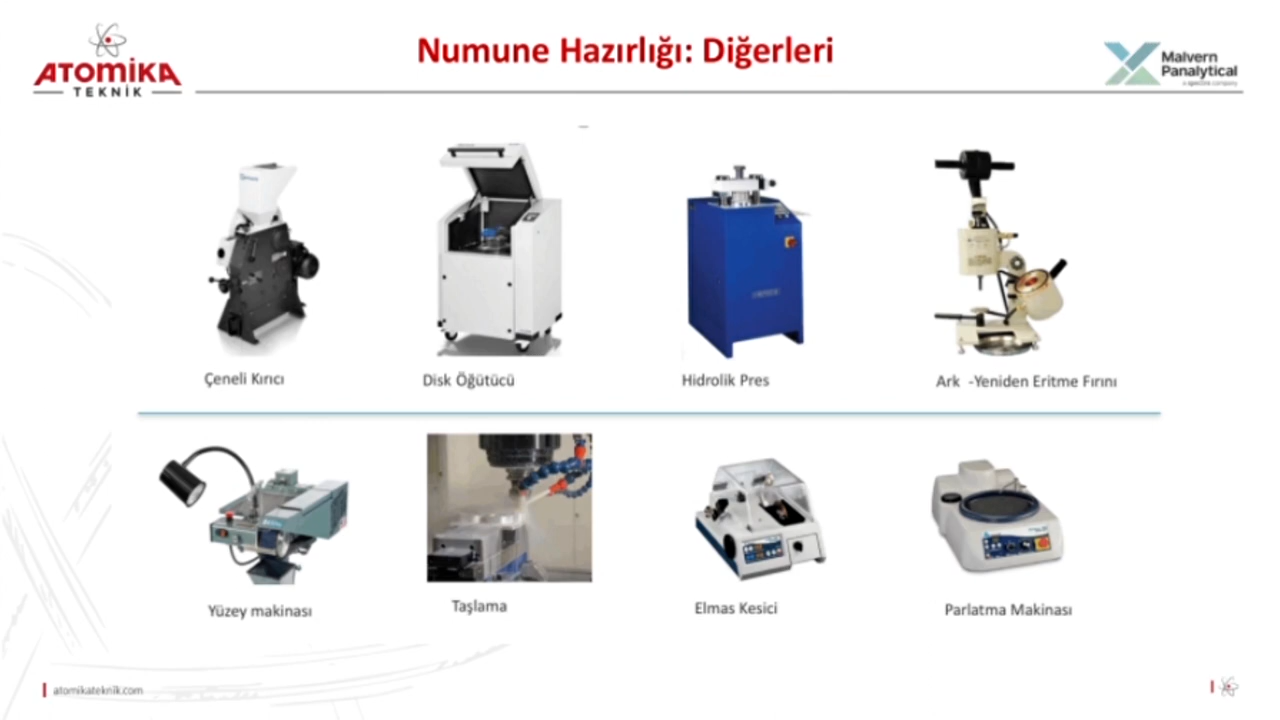 ATOMİKA
TEKNİK
Numune Hazırlığı: Diğerleri
Malvern
Panalytical
a spectris company
Çeneli Kırıcı
Disk Öğütücü
Hidrolik Pres
Ark -Yeniden Eritme Fırını
Yüzey makinası
Taşlama
Elmas Kesici
Parlatma Makinası
atomikateknik.com